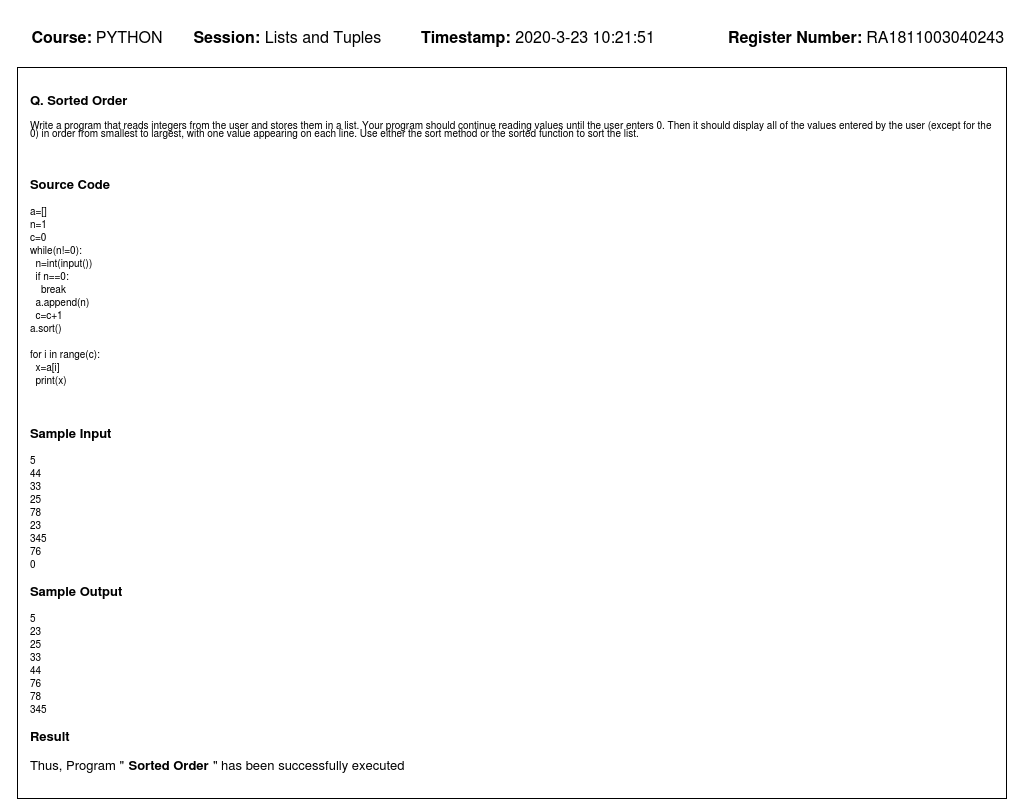 Course: PYTHON Session: Lists and Tuples Timestamp: 2020-3-23 10:21:51 Register Number: RA1811003040243
Q. Sorted Order
Write a program that reads integers from the user and stores them in a list. Your program should continue reading values until the user enters 0. Then it should display all of the values entered by the user (except for the
0) in order from smallest to largest, with one value appearing on each line. Use either the sort method or the sorted function to sort the list.
Source Code
a=[]
n=1
c=0
while(n!=0):
  n=int(input())
  if n==0:
    break
  a.append(n)
  c=c+1
a.sort()

for i in range(c):
  x=a[i]
  print(x)
Sample Input
5
44
33
25
78
23
345
76
0
Sample Output
5
23
25
33
44
76
78
345
Result
Thus, Program " Sorted Order " has been successfully executed